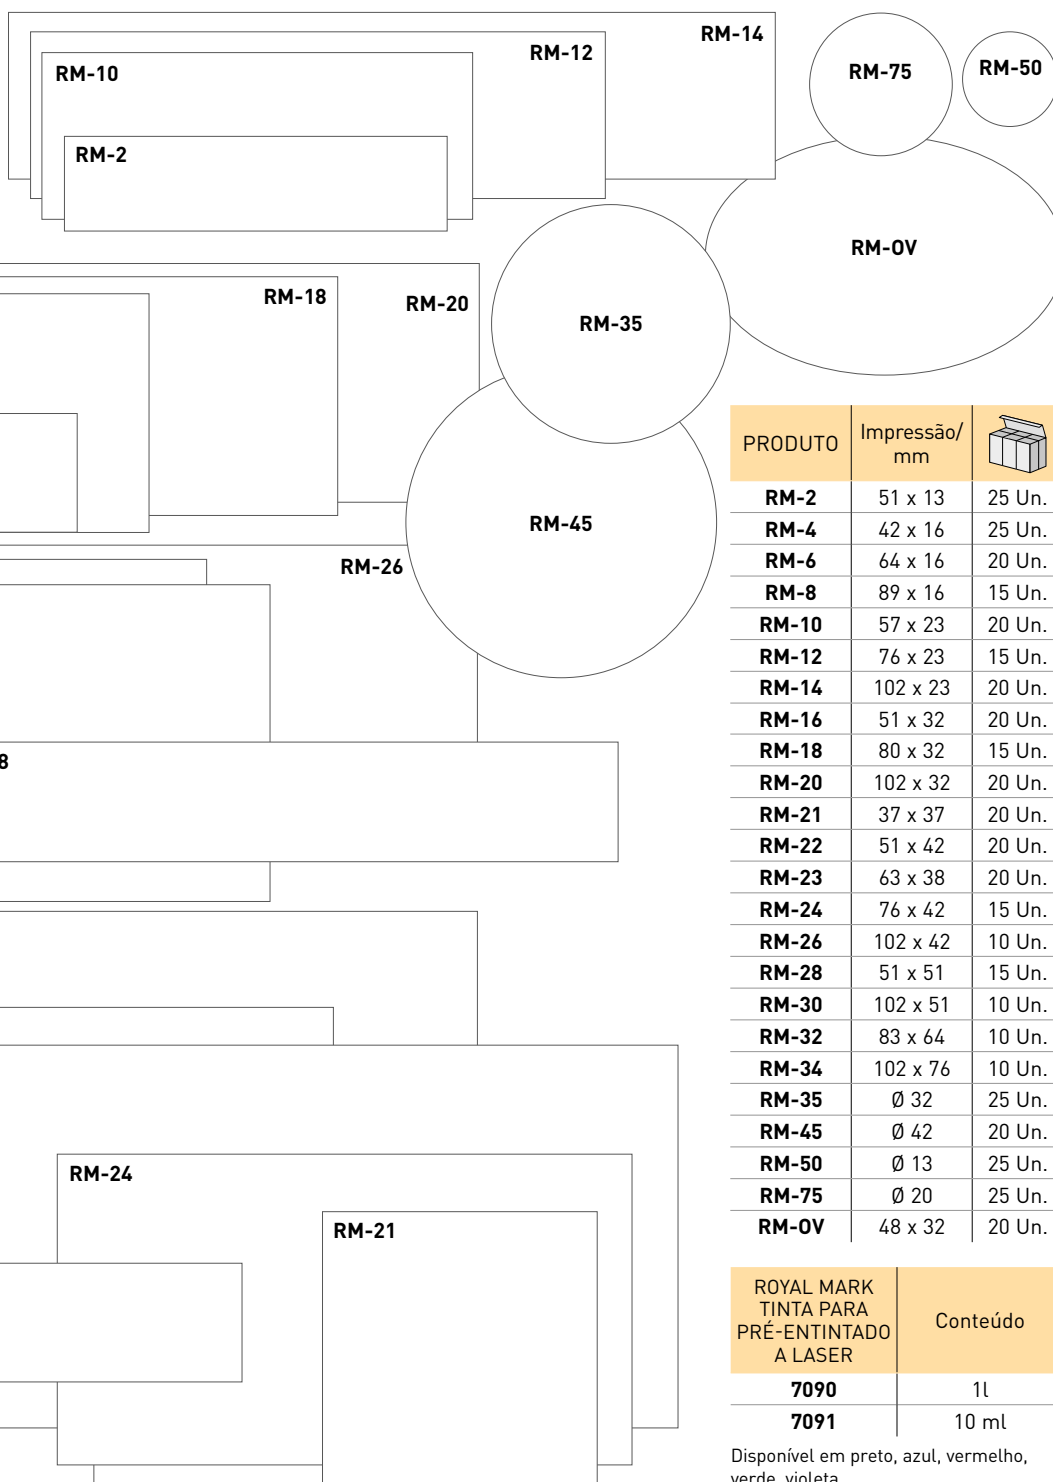 RM-14
RM-12
RM-10
RM-2
RM-75
RM-50
RM-OV
RM-18
RM-20
RM-35
RM-45
RM-26
8
RM-24
RM-21
PRODUTO Impressão/ mm
RM-2 51 x 13 25 Un.
RM-4 42 x 16 25 Un.
RM-6 64 x 16 20 Un.
RM-8 89 x 16 15 Un.
RM-10 57 x 23 20 Un.
RM-12 76 x 23 15 Un.
RM-14 102 x 23 20 Un.
RM-16 51 x 32 20 Un.
RM-18 80 x 32 15 Un.
RM-20 102 x 32 20 Un.
RM-21 37 x 37 20 Un.
RM-22 51 x 42 20 Un.
RM-23 63 x 38 20 Un.
RM-24 76 x 42 15 Un.
RM-26 102 x 42 10 Un.
RM-28 51 x 51 15 Un.
RM-30 102 x 51 10 Un.
RM-32 83 x 64 10 Un.
RM-34 102 x 76 10 Un.
RM-35 Ø 32 25 Un.
RM-45 Ø 42 20 Un.
RM-50 Ø 13 25 Un.
RM-75 Ø 20 25 Un.
RM-OV 48 x 32 20 Un.
ROYAL MARK
TINTA PARA
PRÉ-ENTINTADO
A LASER
Conteúdo
7090 1l
7091 10 ml
Disponível em preto, azul, vermelho,
verde, violeta